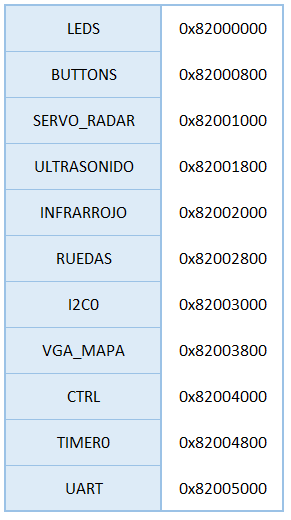 LEDS 0x82000000
BUTTONS 0x82000800
SERVO_RADAR 0x82001000
ULTRASONIDO 0x82001800
INFRARROJO 0x82002000
RUEDAS 0x82002800
I2C0 0x82003000
VGA_MAPA 0x82003800
CTRL 0x82004000
TIMER0 0x82004800
UART 0x82005000